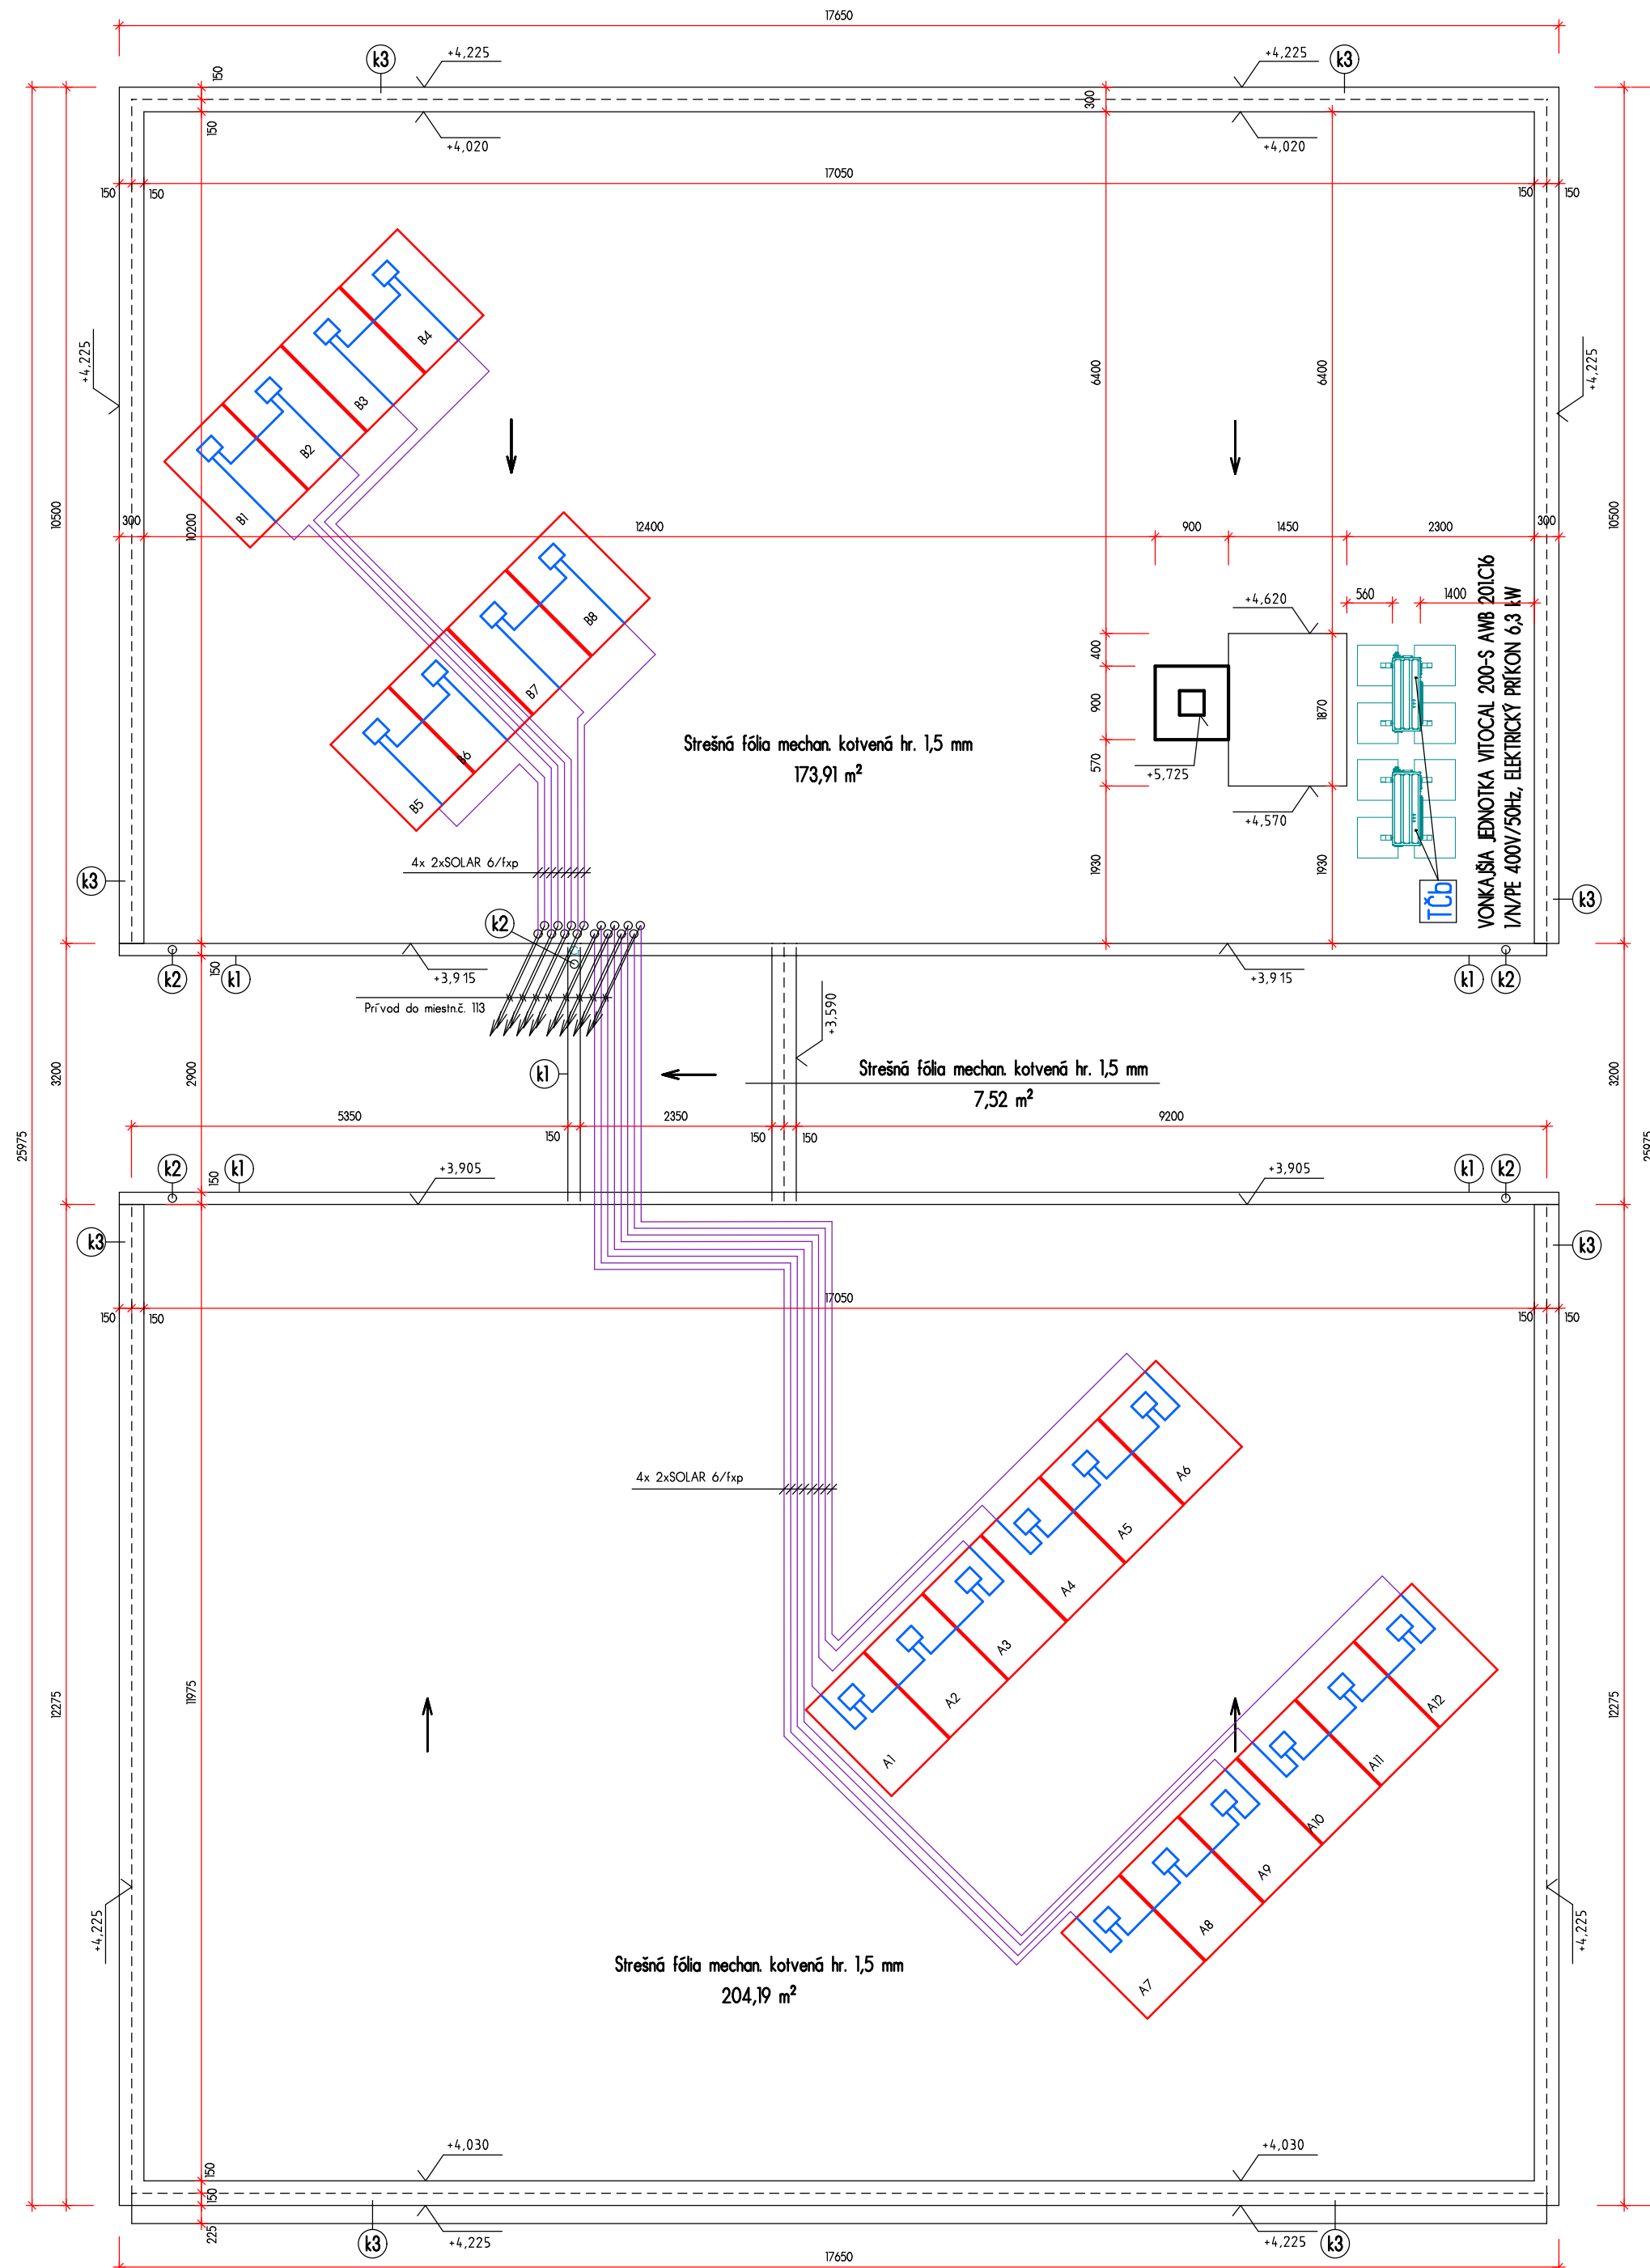 17650
k3
+4,225
+4,225
k3
150
300
150
+4,020
+4,020
17050
150
150
150
150
B4
B3
B2
B1
+4,225
+4,225
6400
6400
10500
10200
10500
300
12400
900
1450
2300
300
560
1400
+4,620
B8
B7
B6
B5
400
900
570
1870
+5,725
+4,570
Strešná fólia mechan. kotvená hr. 1,5 mm
173,91 m²
VONKAJŠIA JEDNOTKA VITOCAL 200-S AWB 201.C16
1/N/PE 400V/50Hz, ELEKTRICKÝ PRÍKON 6,3 kW
TČb
4x 2xSOLAR 6/fxp
1930
1930
k3
k3
k2
k2
k1
150
+3,915
+3,915
k1
k2
Prívod do miestn.č. 113
+3,590
3200
2900
k1
Strešná fólia mechan. kotvená hr. 1,5 mm
7,52 m²
3200
5350
150
2350
150
150
9200
25975
25975
k2
k1
150
+3,905
+3,905
k1
k2
k3
k3
17050
150
150
150
150
4x 2xSOLAR 6/fxp
A6
A5
A4
A3
A2
A1
A12
A11
A10
A9
A8
A7
12275
11975
12275
+4,225
+4,225
Strešná fólia mechan. kotvená hr. 1,5 mm
204,19 m²
+4,030
+4,030
150
150
225
k3
+4,225
+4,225
k3
17650